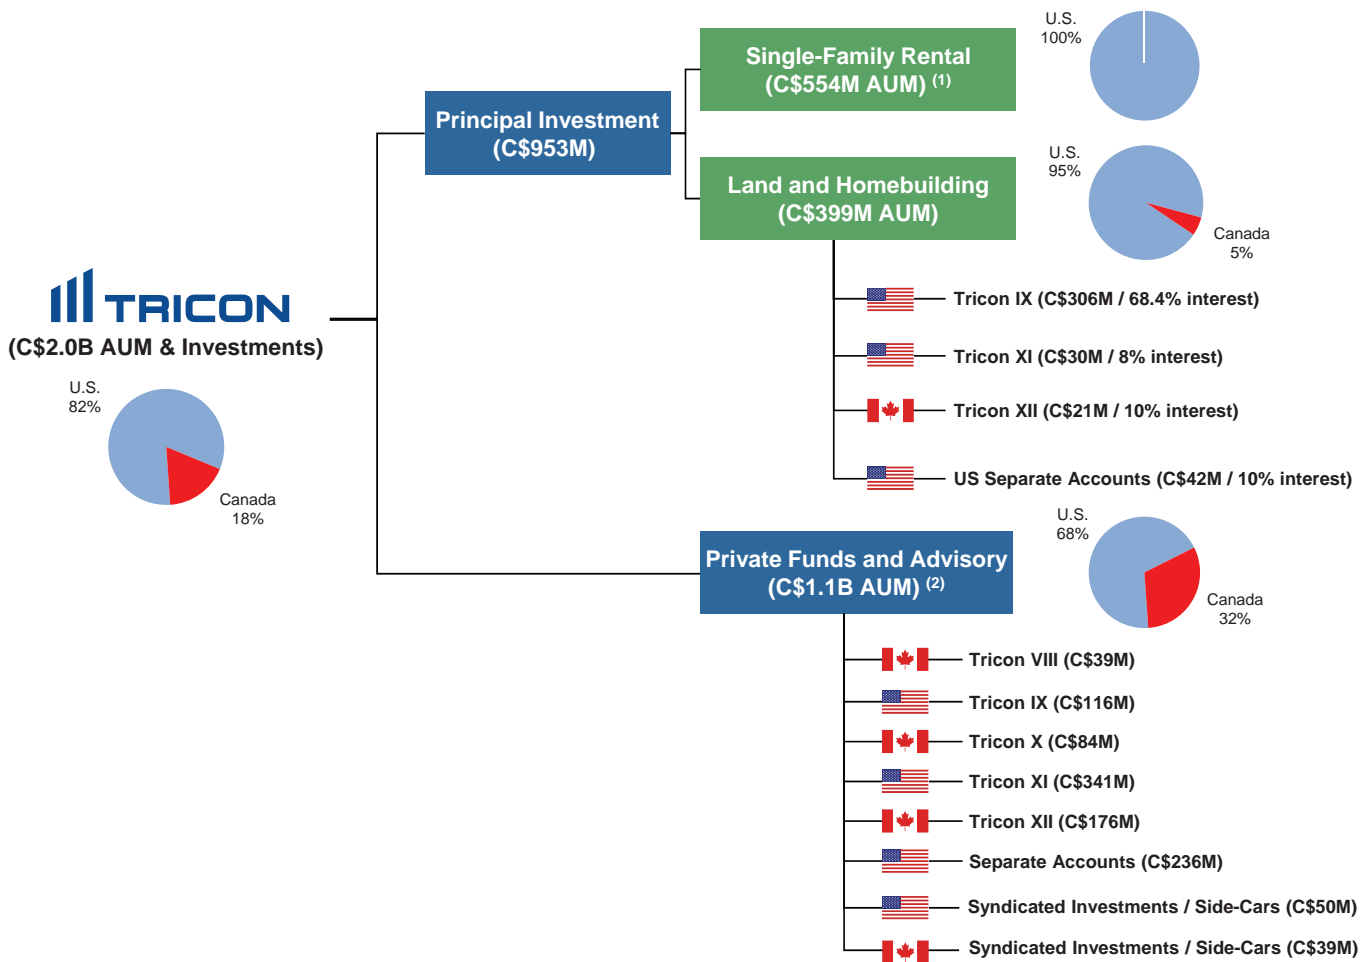 TRICON
(C$2.0B AUM & Investments)
U.S.
82%
Canada
18%
Principal Investment
(C$953M)
Single-Family Rental
(C$554M AUM) (1)
U.S.
100%
Land and Homebuilding
(C$399M AUM)
U.S.
95%
Canada
5%
Tricon IX (C$306M / 68.4% interest)
Tricon XI (C$30M / 8% interest)
Tricon XII (C$21M / 10% interest)
US Separate Accounts (C$42M / 10% interest)
Private Funds and Advisory
(C$1.1B AUM) (2)
U.S.
68%
Canada
32%
Tricon VIII (C$39M)
Tricon IX (C$116M)
Tricon X (C$84M)
Tricon XI (C$341M)
Tricon XII (C$176M)
Separate Accounts (C$236M)
Syndicated Investments / Side-Cars (C$50M)
Syndicated Investments / Side-Cars (C$39M)